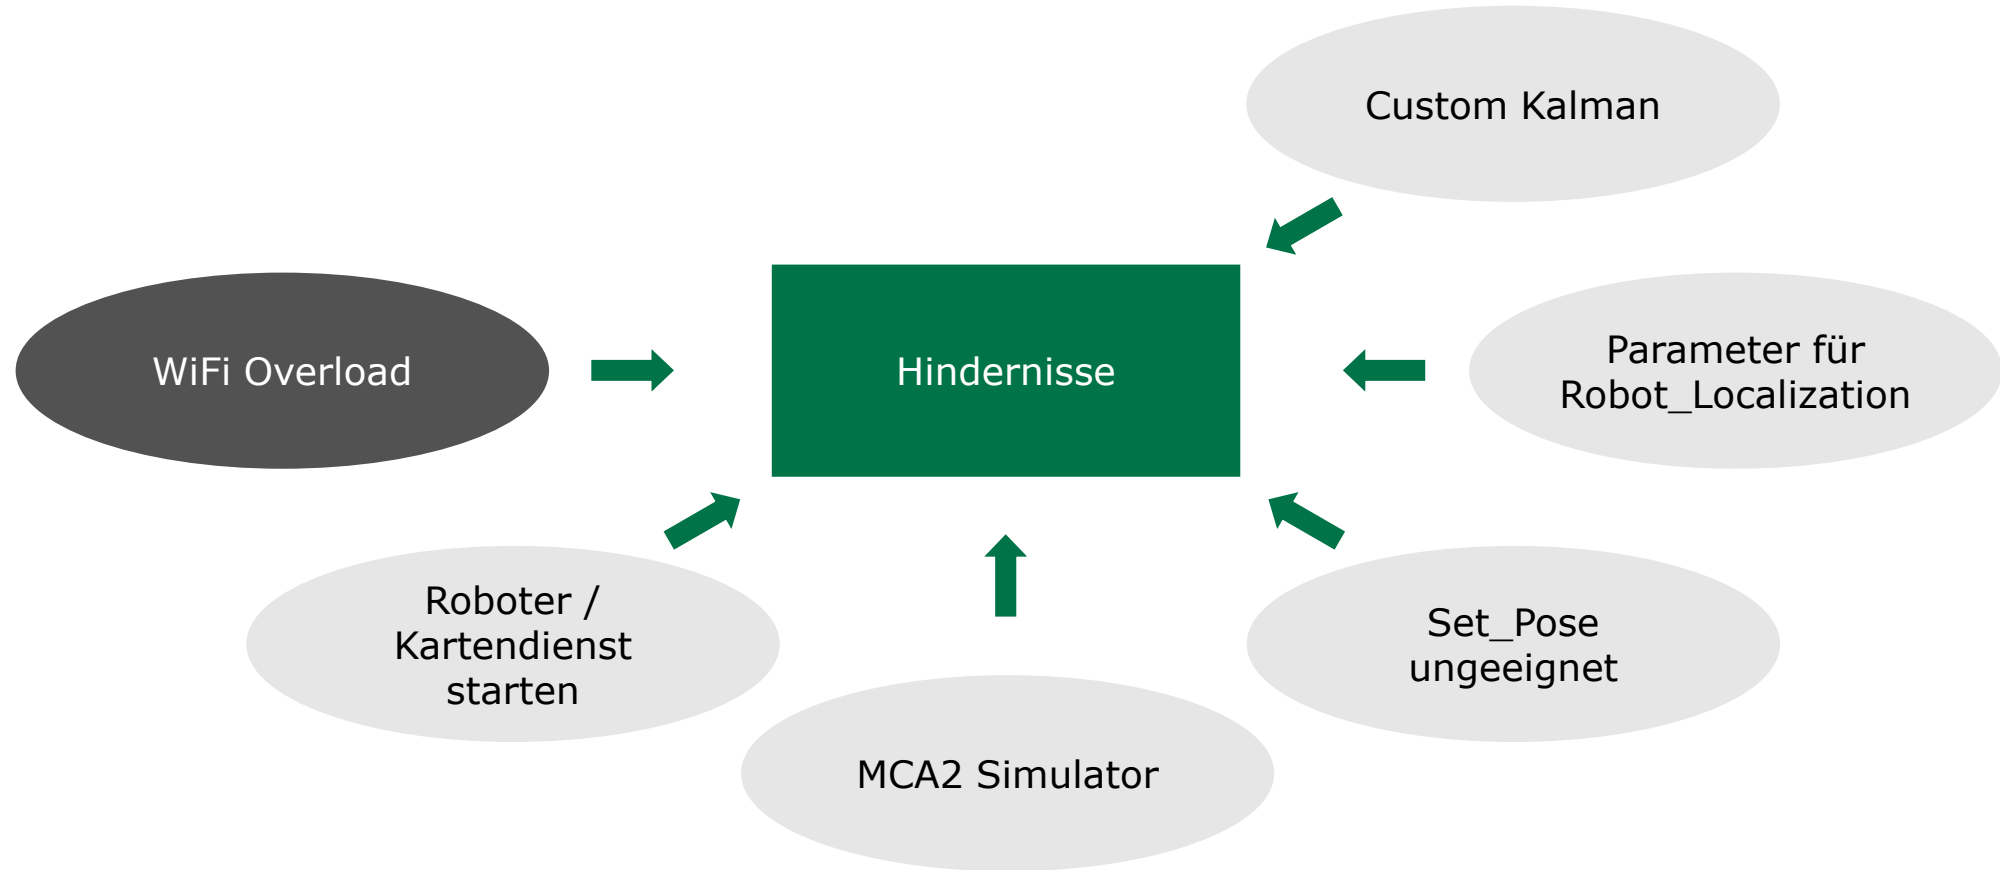 Custom Kalman
WiFi Overload
Hindernisse
Parameter für
Robot_Localization
Roboter /
Kartendienst
starten
Set_Pose
ungeeignet
MCA2 Simulator